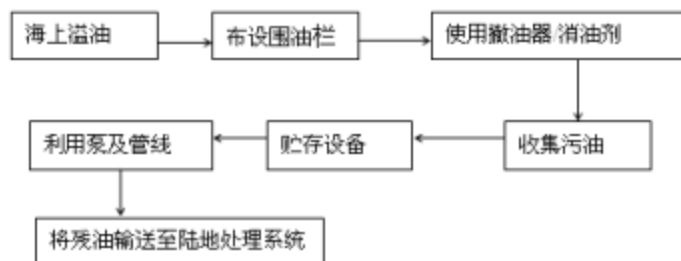 海上溢油
布设围油栏
使用撇油器/消油剂
收集污油
贮存设备
利用泵及管线
将残油输送至陆地处理系统